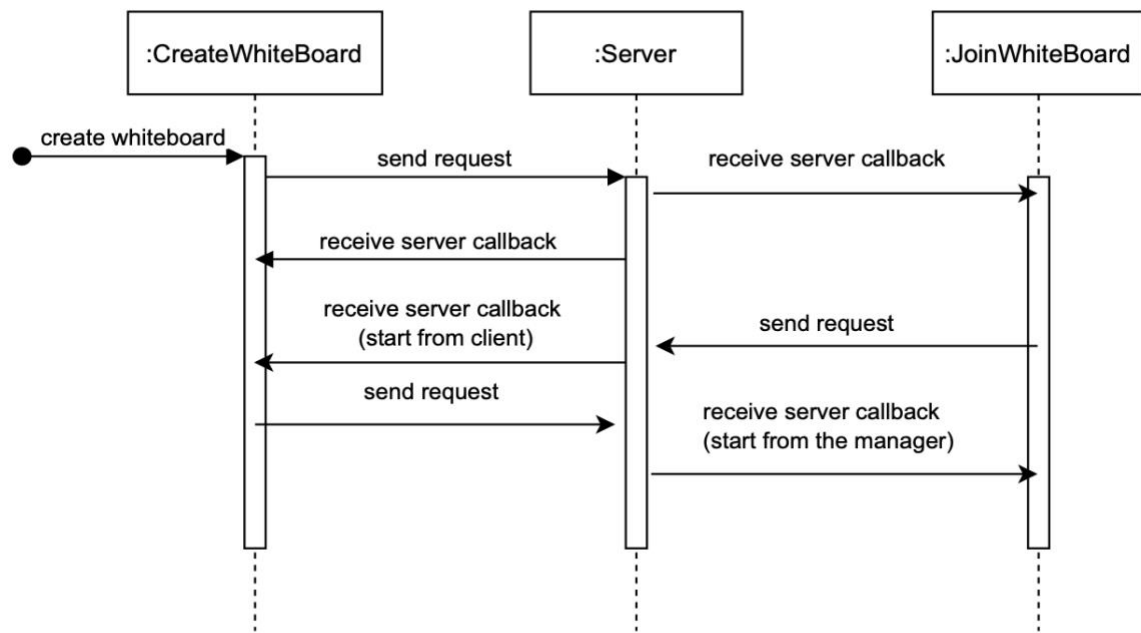 :CreateWhiteBoard
:Server
:JoinWhiteBoard
create whiteboard
send request
receive server callback
receive server callback
receive server callback
(start from client)
send request
send request
receive server callback
(start from the manager)